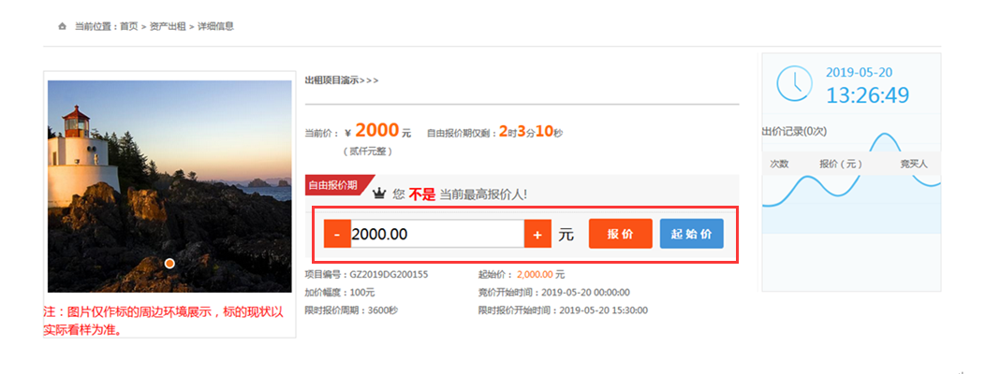 当前位置：首页 > 资产出租 > 详细信息
出租项目演示>>>
当前价： ¥ 2000 元 自由报价期仅剩：2时3分10秒
（贰仟元整）
自由报价期
您 不是 当前最高报价人!
- 2000.00 + 元 报 价 起 始 价
项目编号：GZ2019DG200155 起始价： 2,000.00 元
加价幅度：100元 竞价开始时间：2019-05-20 00:00:00
限时报价周期：3600秒 限时报价开始时间：2019-05-20 15:30:00
注：图片仅作标的周边环境展示，标的现状以
实际看样为准。
2019-05-20
13:26:49
出价记录(0次)
次数 报价（元） 竞买人